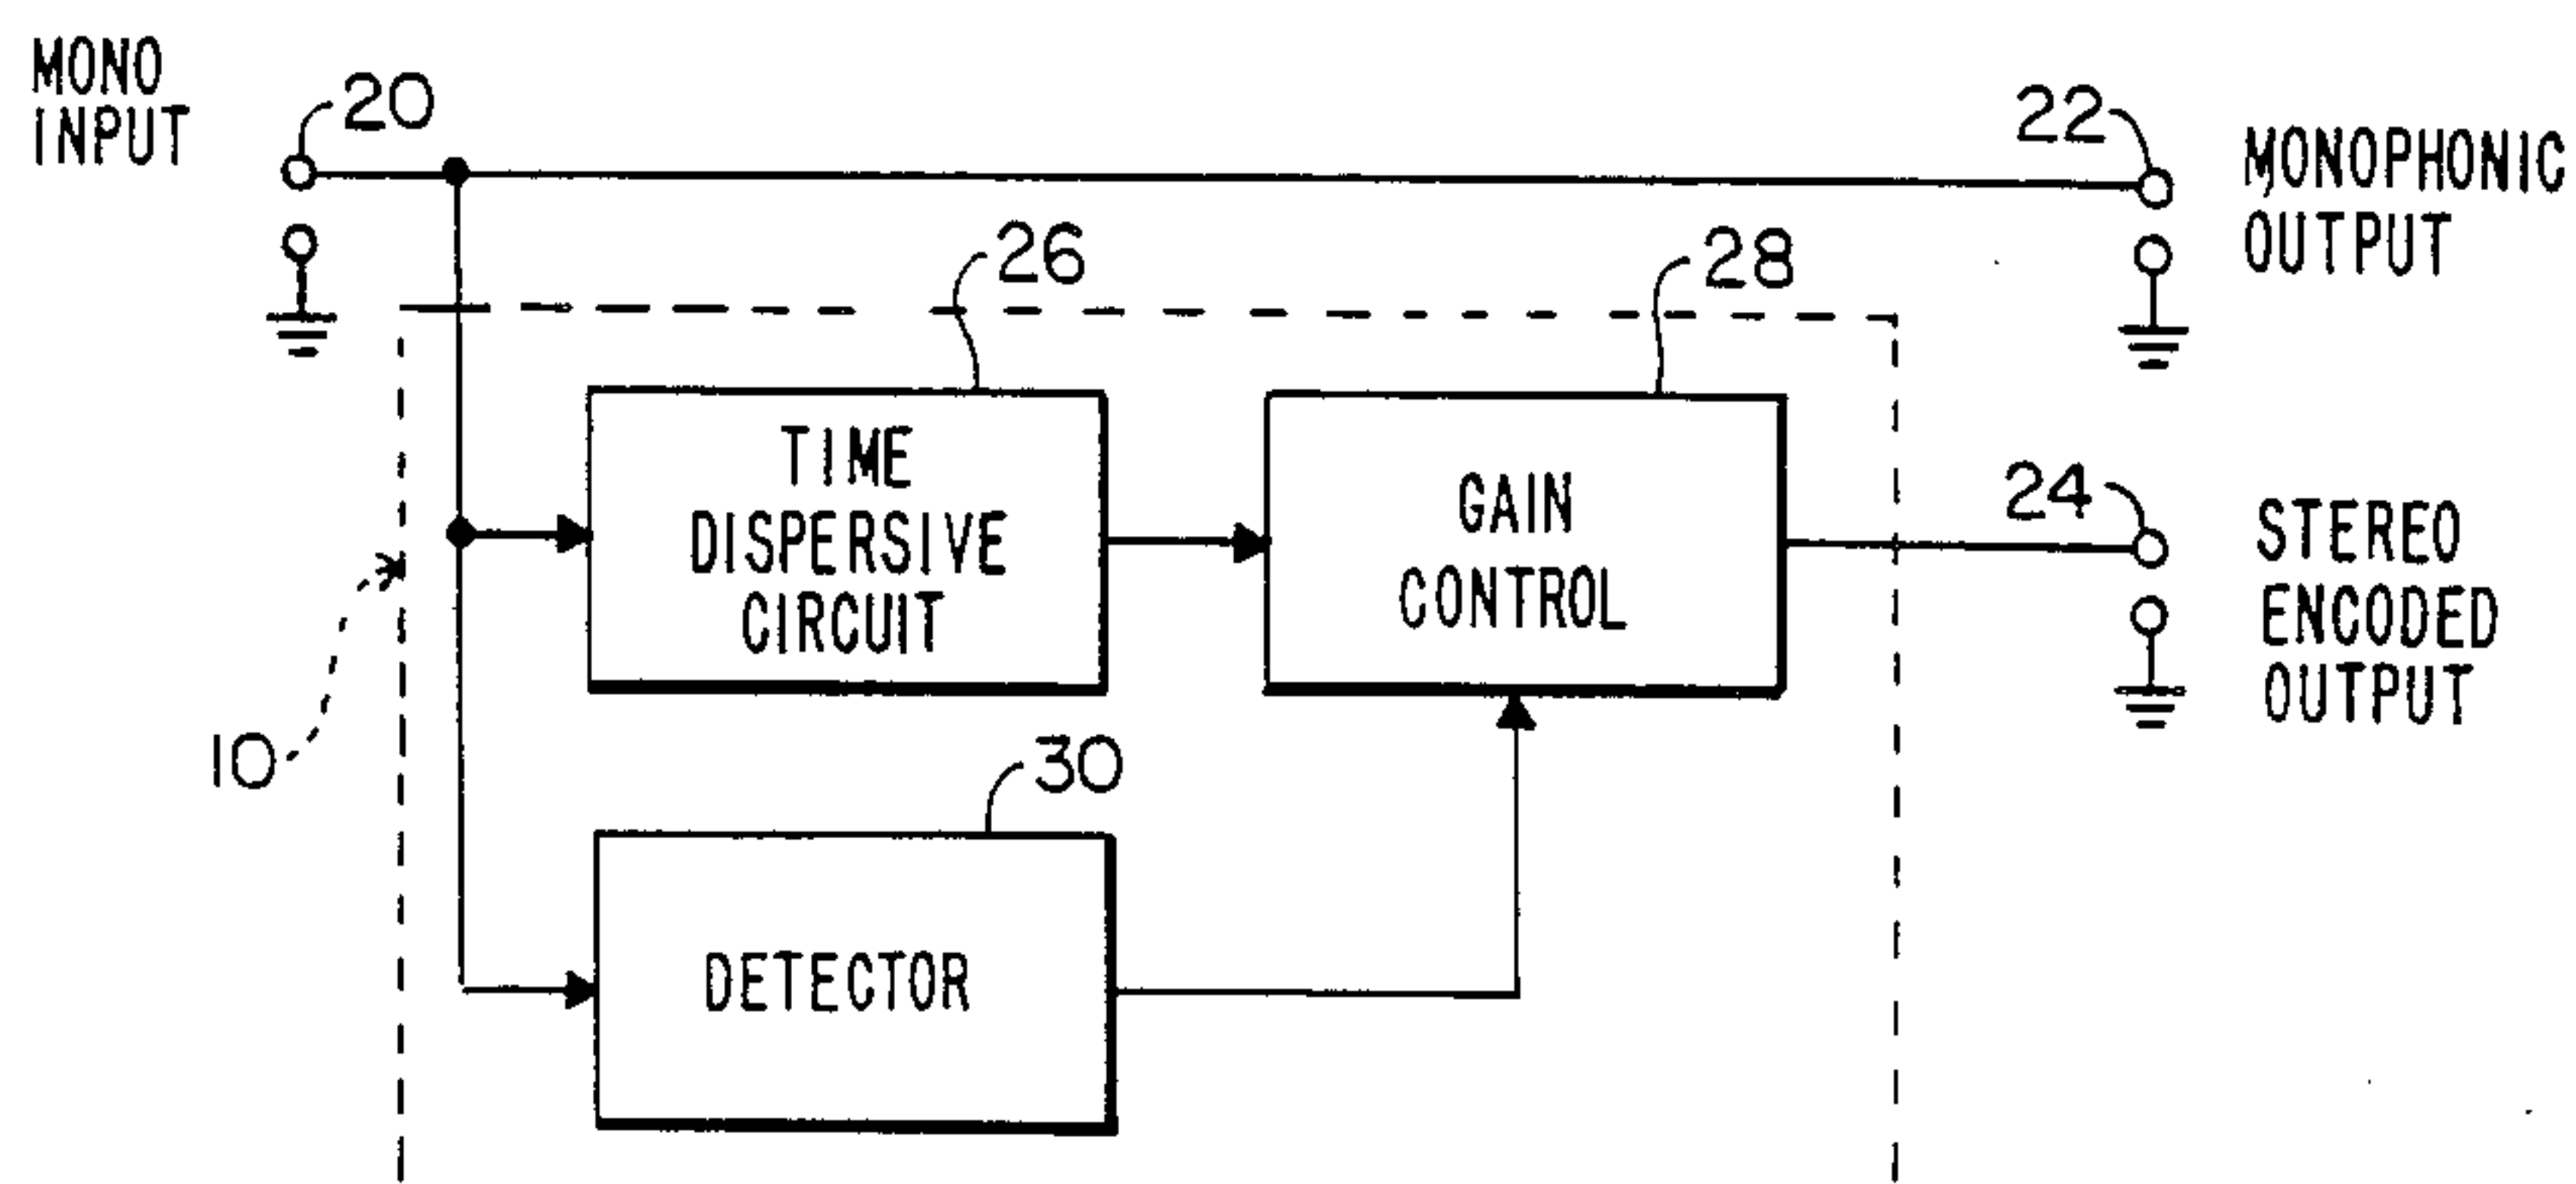 MONO
INPUT
20
22
MONOPHONIC
OUTPUT
26
28
TIME
DISPERSIVE
CIRCUIT
GAIN
CONTROL
24
STEREO
ENCODED
OUTPUT
10
30
DETECTOR